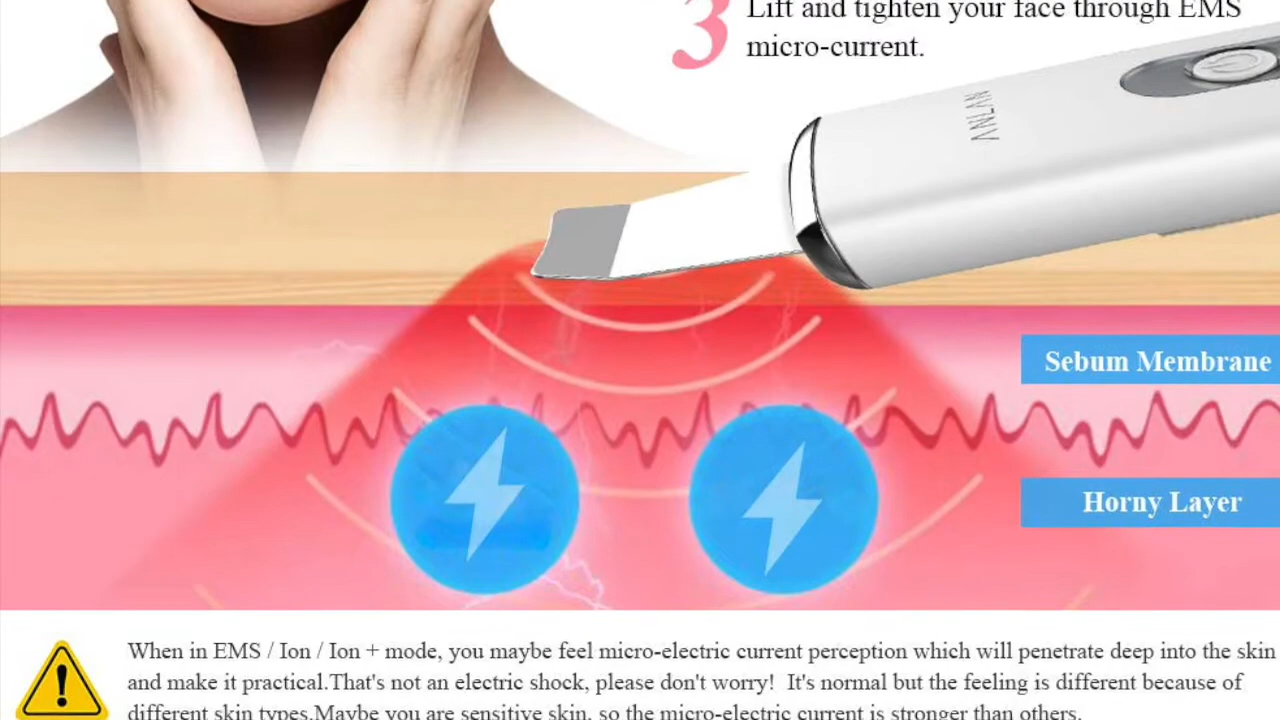 3 Lift and tighten your face through EMS
micro-current.
ANLAN
Sebum Membrane
Horny Layer
When in EMS / Ion / Ion + mode, you maybe feel micro-electric current perception which will penetrate deep into the skin
and make it practical.That's not an electric shock, please don't worry!  It's normal but the feeling is different because of
different skin types.Maybe you are sensitive skin, so the micro-electric current is stronger than others.